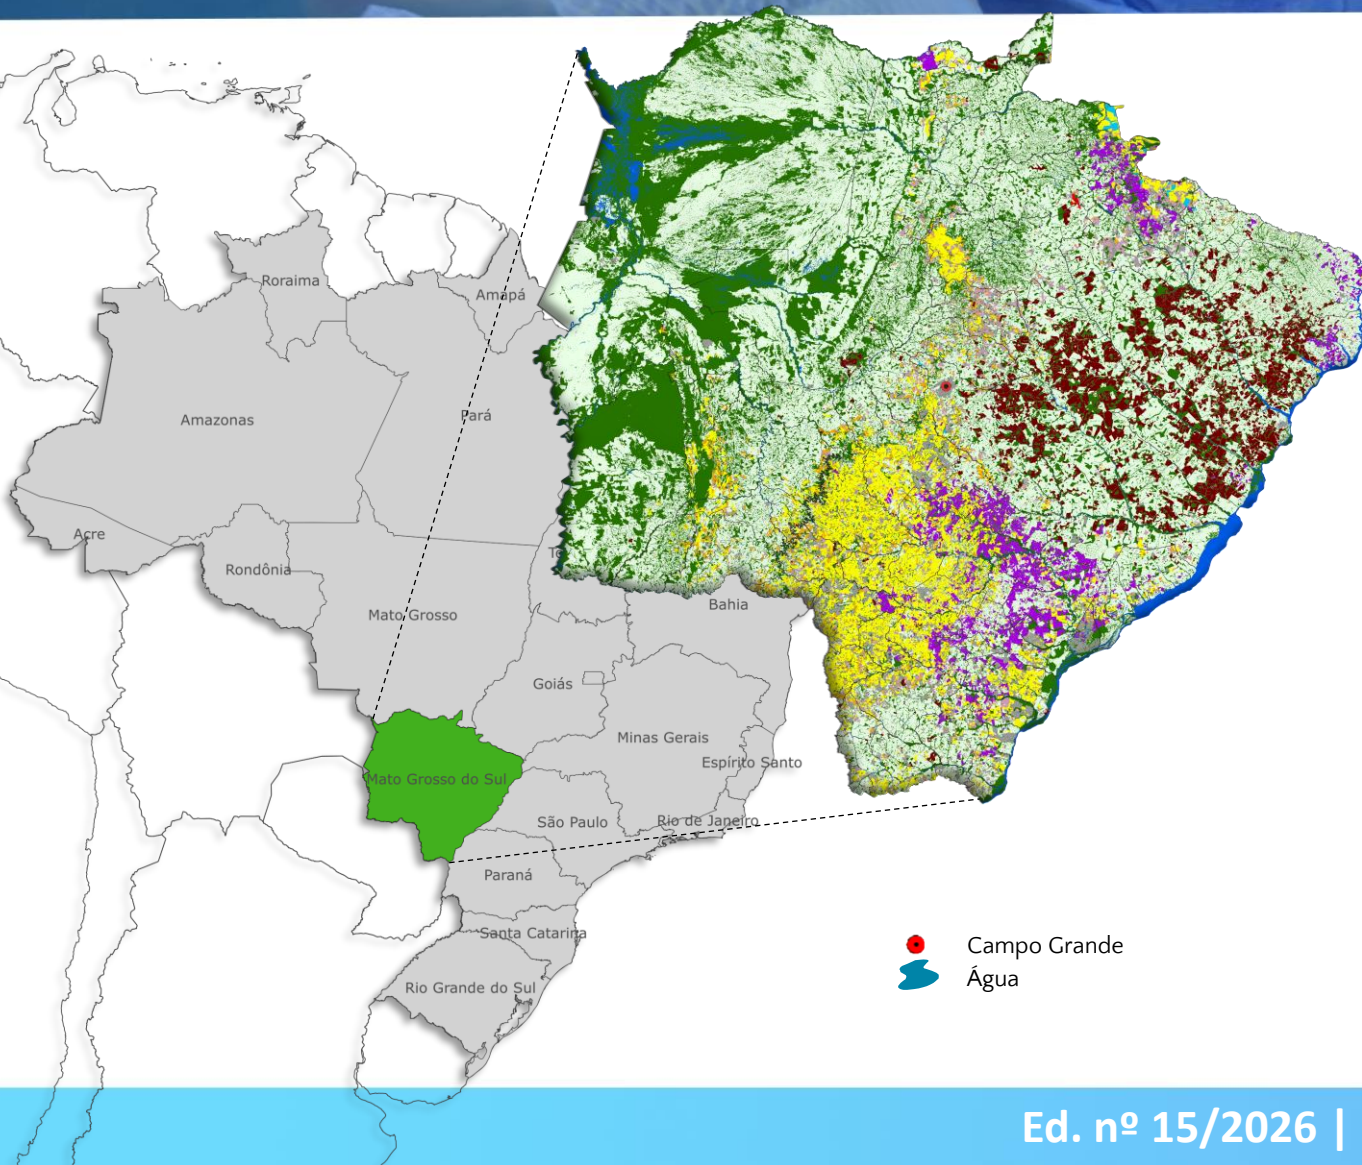 Roraima
Amapá
Amazonas
Pará
Acre
Rondônia
To
Mato Grosso
Bahia
Goiás
Minas Gerais
Espírito Santo
Mato Grosso do Sul
São Paulo
Rio de Janeiro
Paraná
Santa Catarina
Rio Grande do Sul
Campo Grande
Água
Ed. nº 15/2026 |